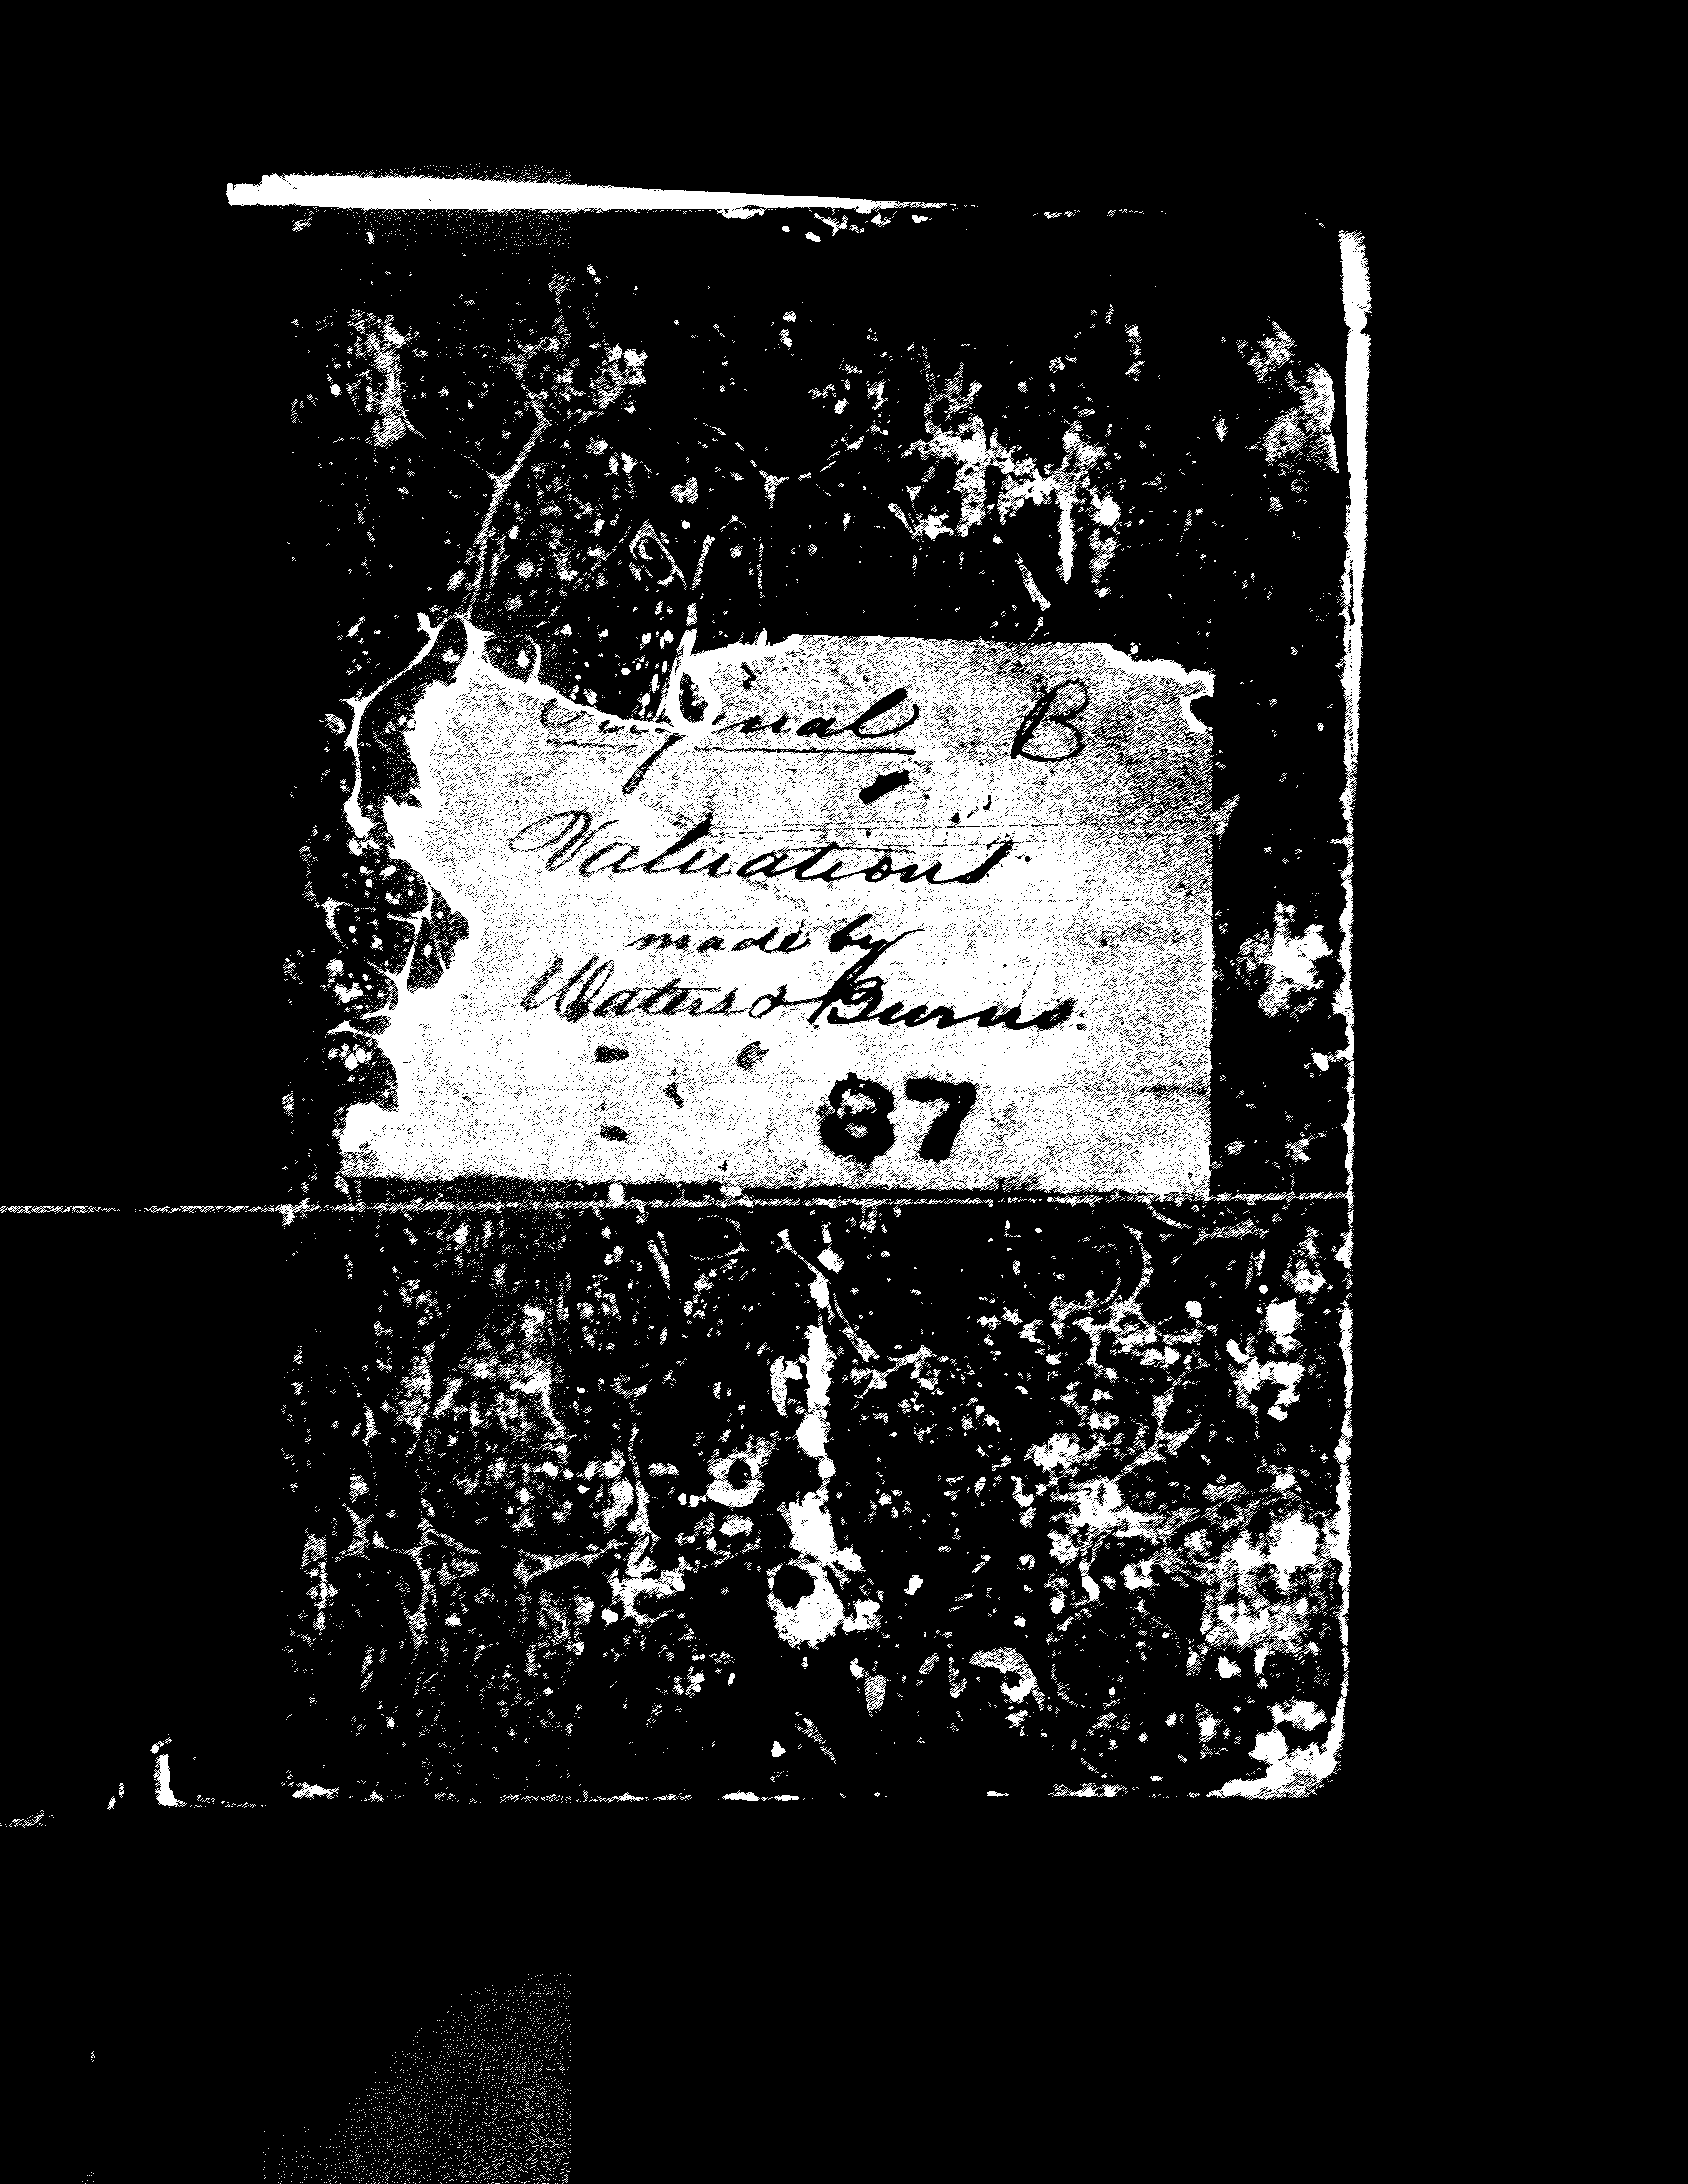 Original B
Valuations
made by
Waters & Burns.
87